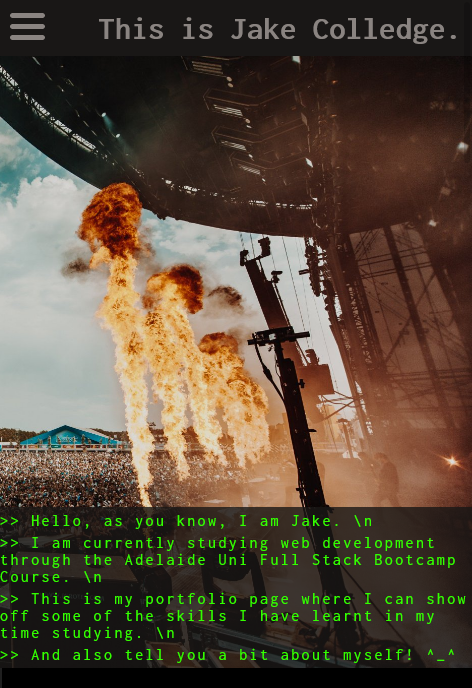 This is Jake Colledge.
>> Hello, as you know, I am Jake. \n
>> I am currently studying web development
through the Adelaide Uni Full Stack Bootcamp
Course. \n
>> This is my portfolio page where I can show
off some of the skills I have learnt in my
time studying. \n
>> And also tell you a bit about myself! ^_^